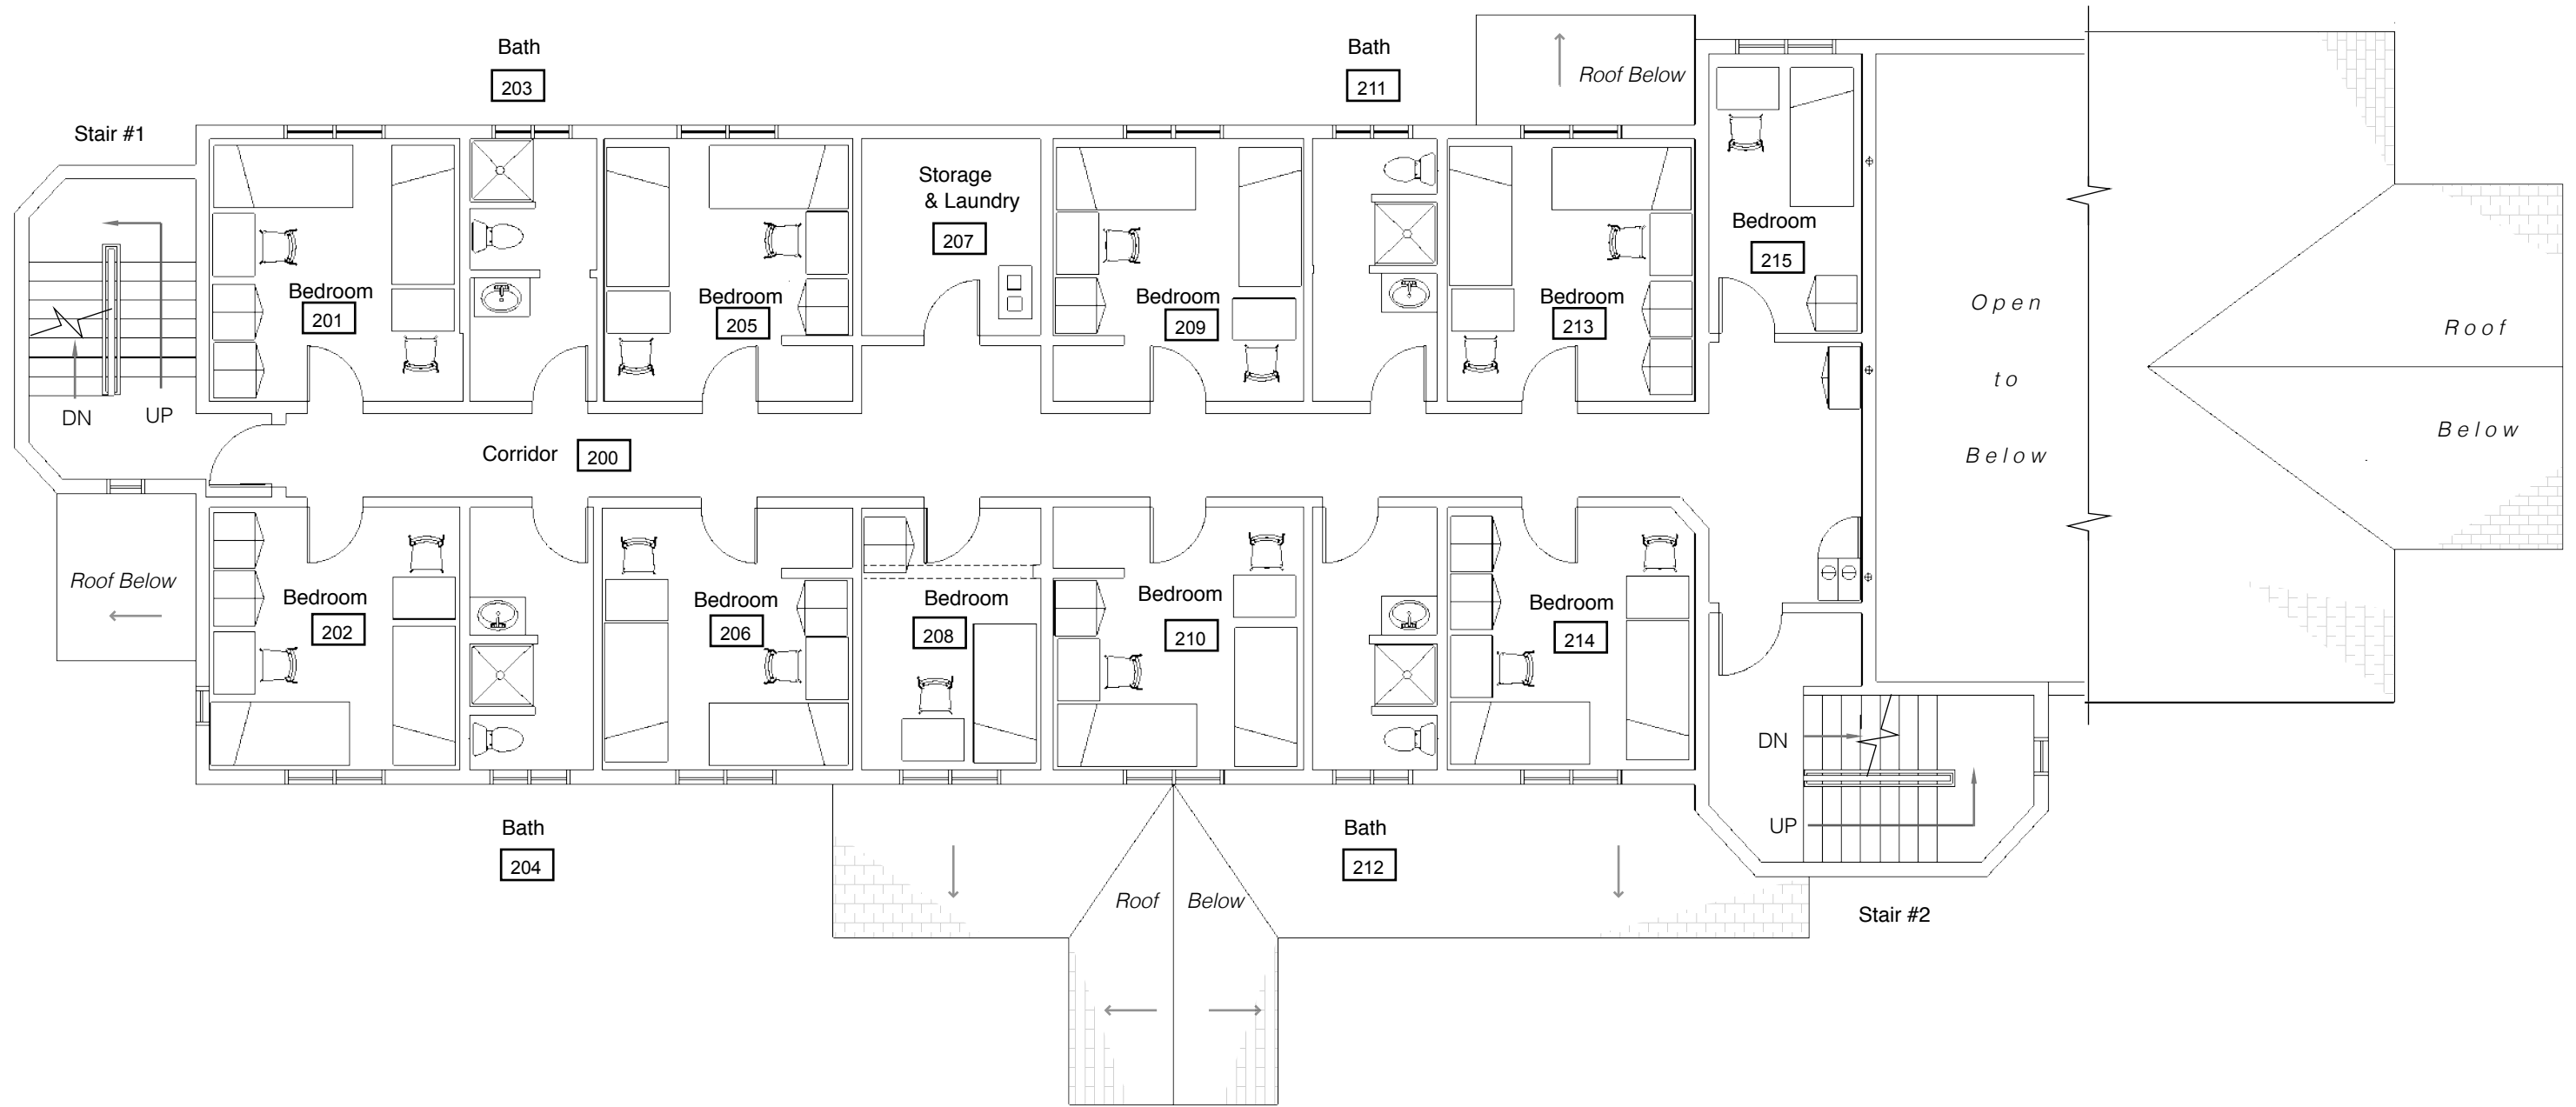 Bath
203
Bath
211
Roof Below
Stair #1
Storage
& Laundry
207
Bedroom
215
Bedroom
201
Bedroom
205
Bedroom
209
Bedroom
213
Open
to
Below
Roof
Below
DN
UP
Corridor 200
Roof Below
Bedroom
202
Bedroom
206
Bedroom
208
Bedroom
210
Bedroom
214
DN
UP
Bath
204
Bath
212
Roof Below
Stair #2